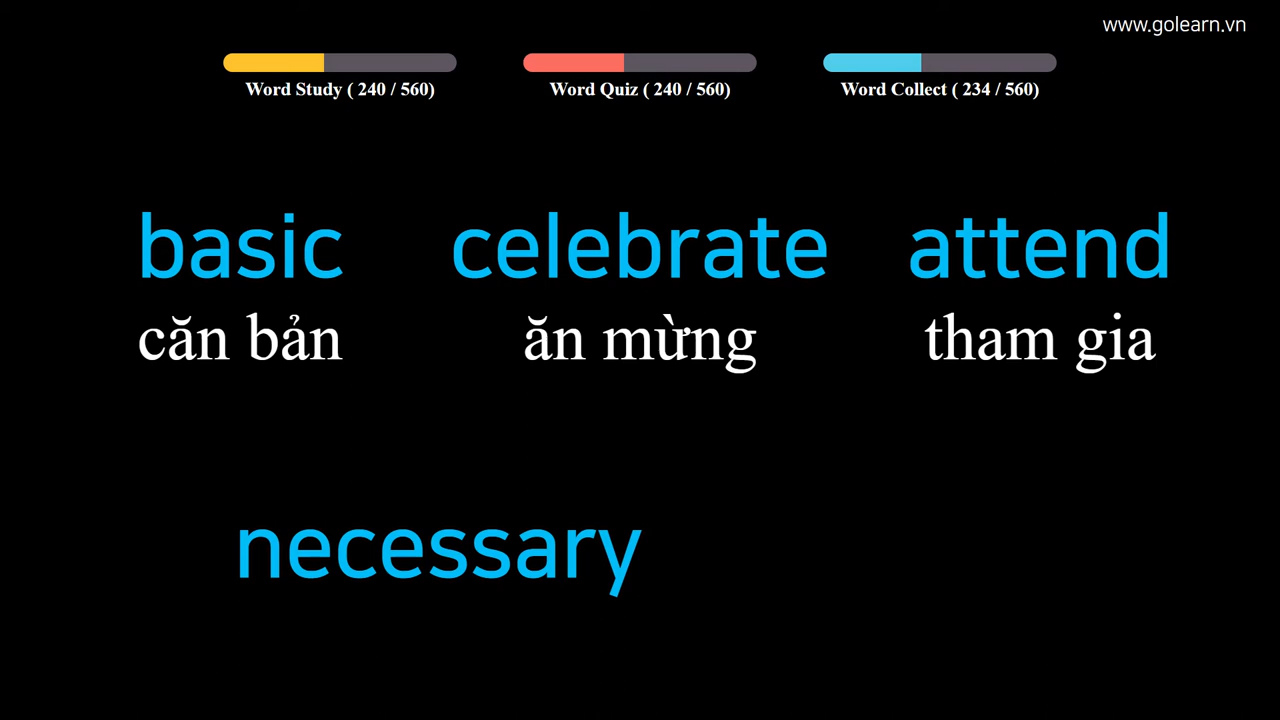 www.golearn.vn
Word Study ( 240 / 560)
Word Quiz ( 240 / 560)
Word Collect ( 234 / 560)
basic celebrate attend
căn bản ăn mừng tham gia
necessary